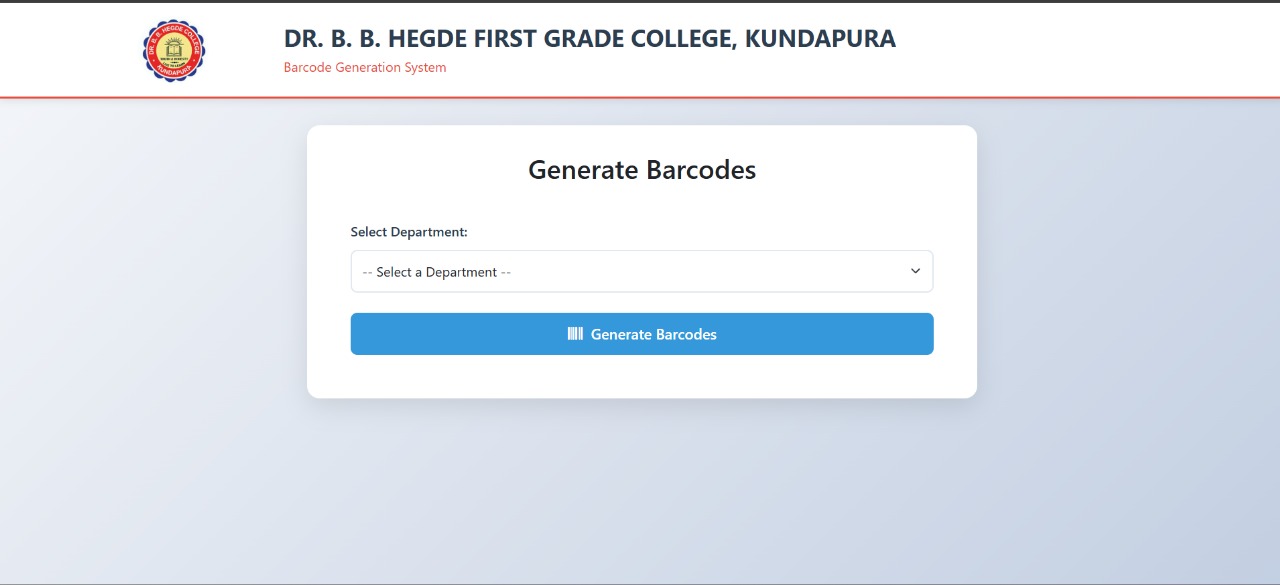 DR. B. B. HEGDE COLLEGE
KUNDAPURA
DR. B. B. HEGDE FIRST GRADE COLLEGE, KUNDAPURA
Barcode Generation System
Generate Barcodes
Select Department:
-- Select a Department --
Generate Barcodes